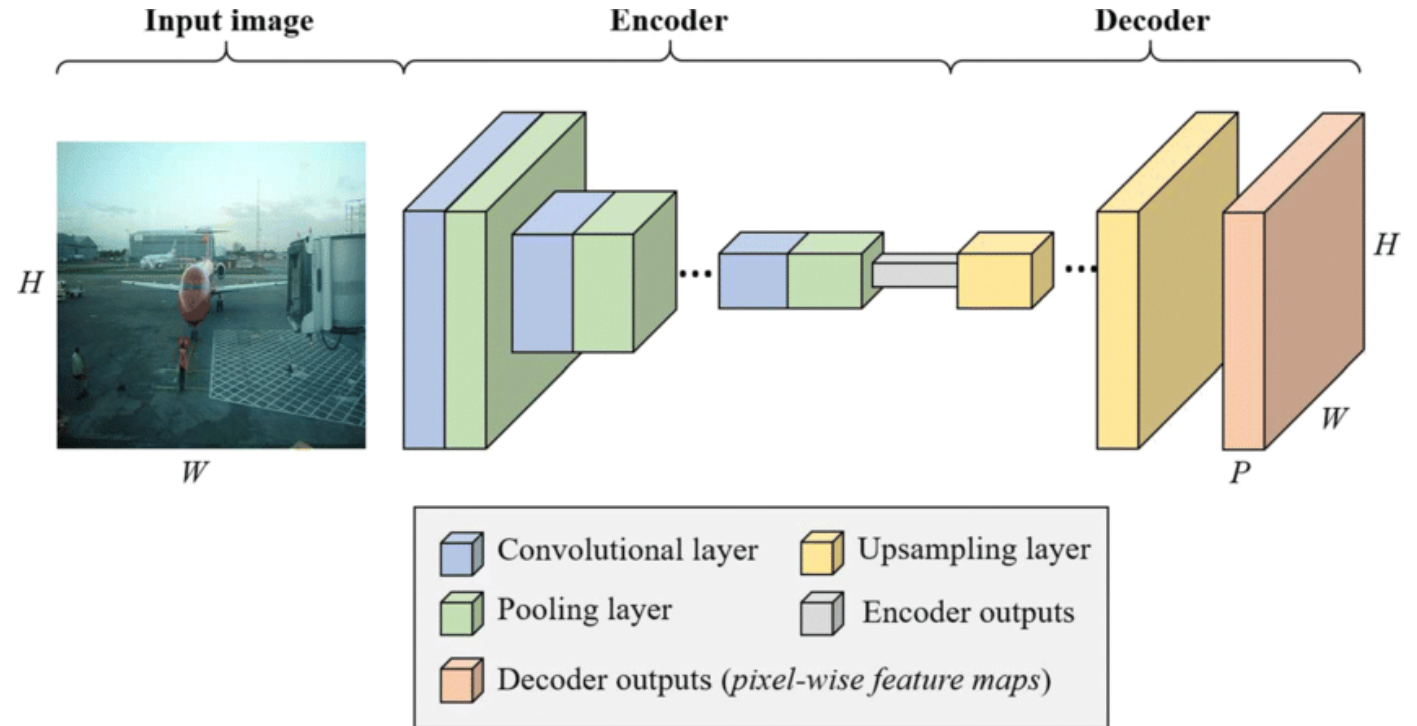 Input image
Encoder
Decoder
H
W
H
W
P
Convolutional layer
Upsampling layer
Pooling layer
Encoder outputs
Decoder outputs (pixel-wise feature maps)